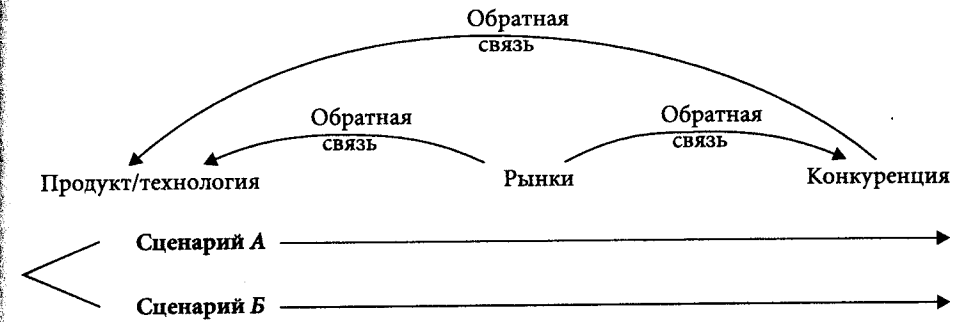 Обратная
связь
Обратная
связь
Обратная
связь
Продукт/технология
Рынки
Конкуренция
Сценарий А
Сценарий Б